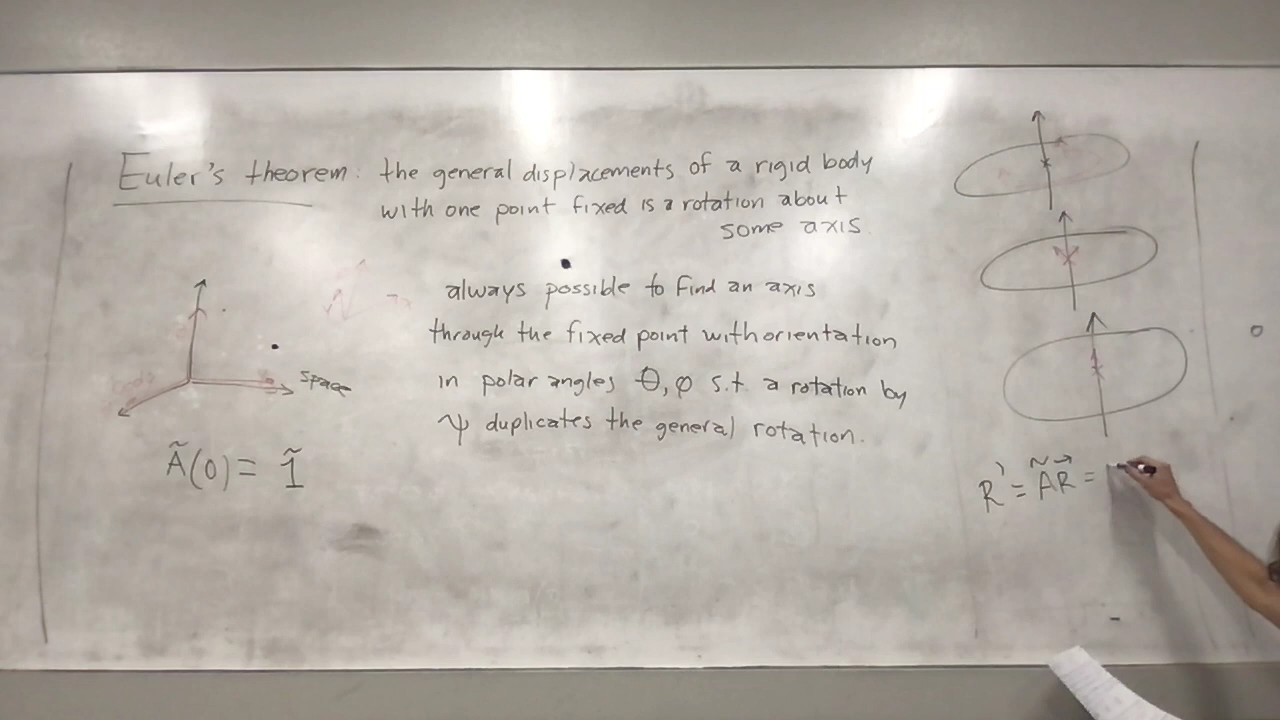 Euler's theorem: the general displacements of a rigid body
with one point fixed is a rotation about
some axis.
always possible to find an axis
through the fixed point with orientation
in polar angles θ, φ s.t. a rotation by
ψ duplicates the general rotation.
space
Ã(0) = 1̃
R' = ÃR⃗ =